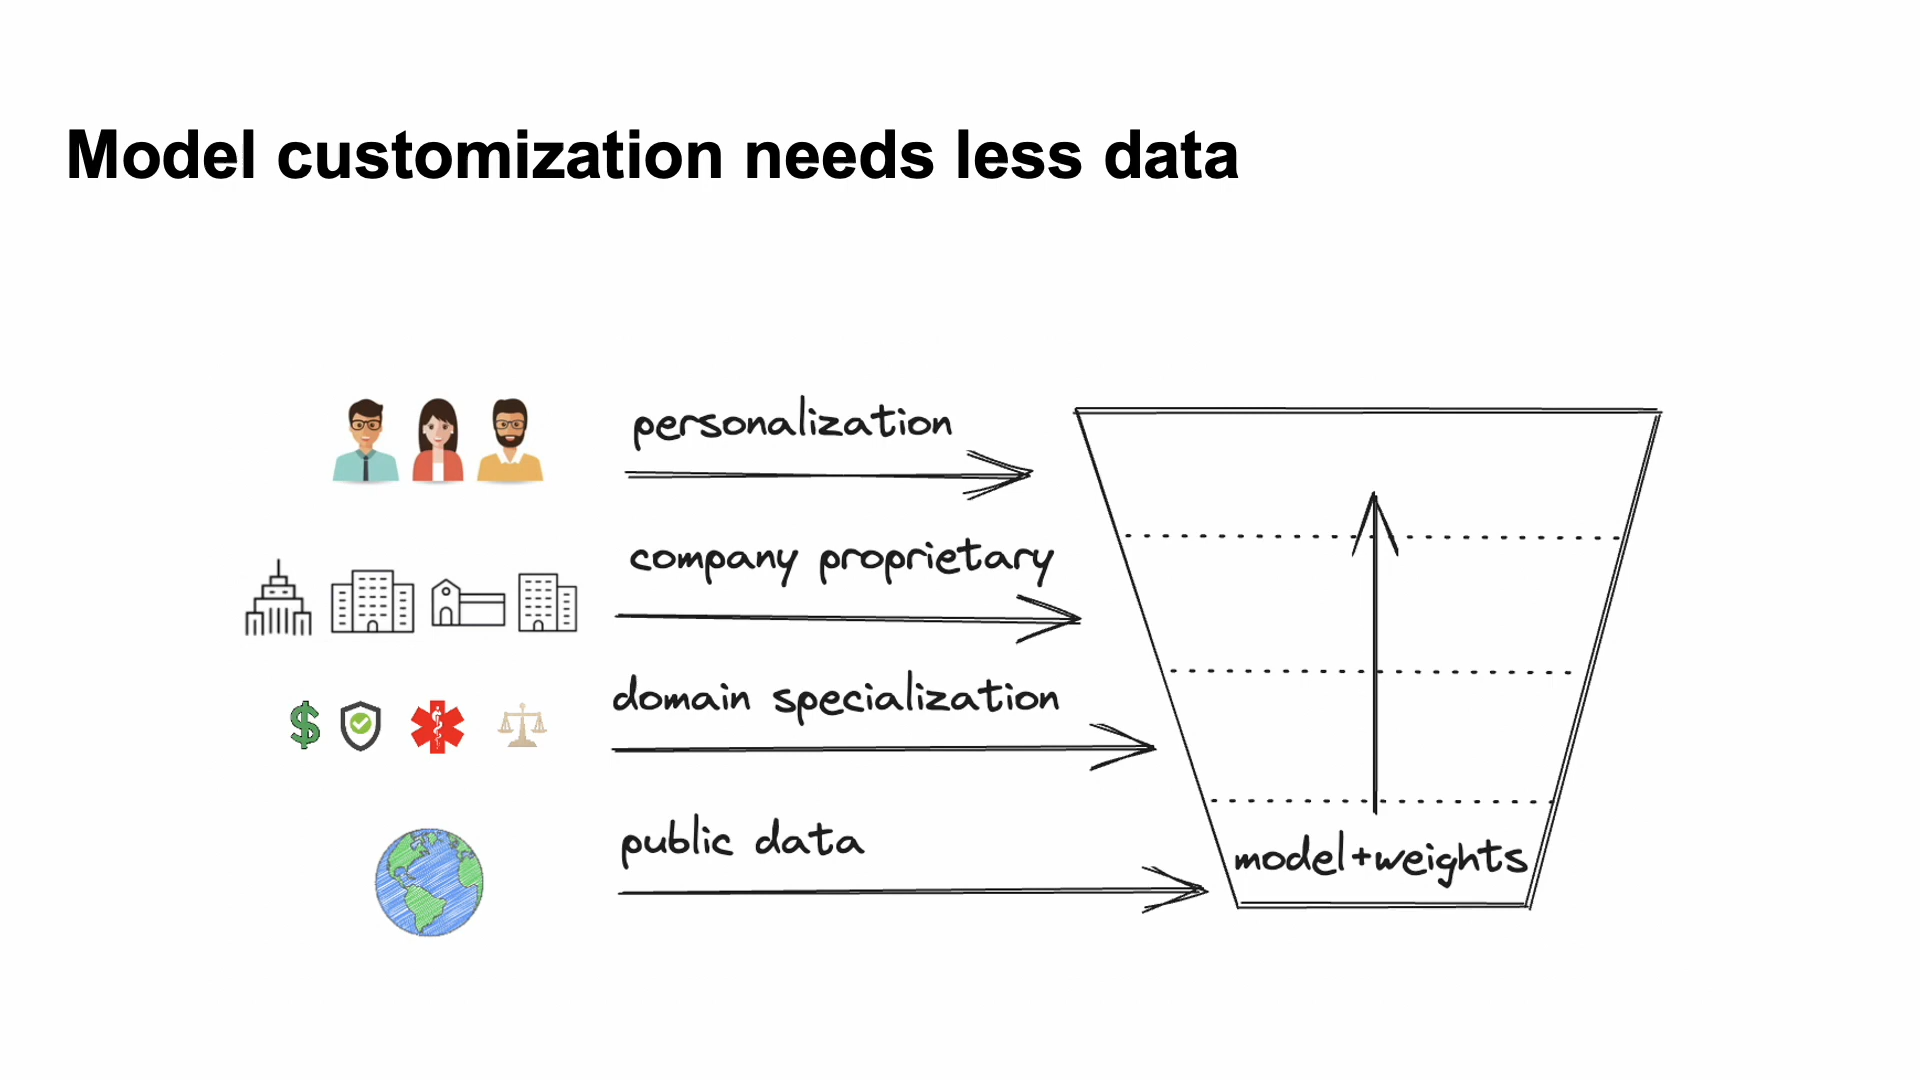 Model customization needs less data
personalization
company proprietary
domain specialization
public data
model+weights